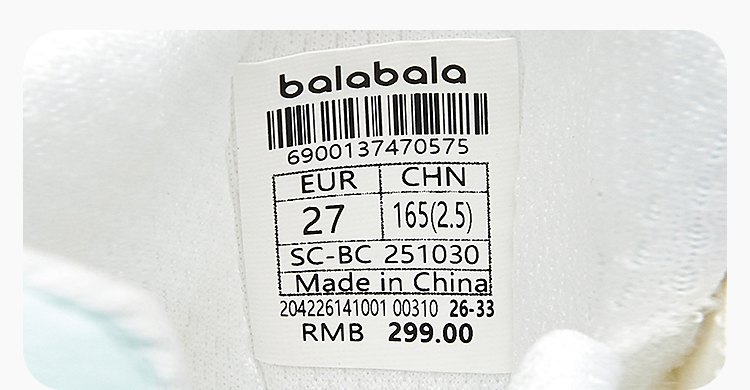 balabala
6900137470575
EUR CHN
27 165(2.5)
SC-BC 251030
Made in China
204226141001 00310 26-33
RMB 299.00